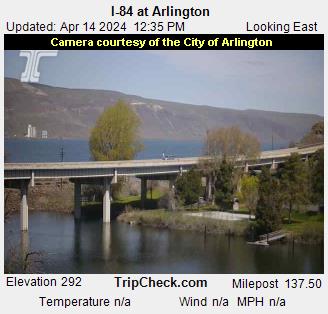 I-84 at Arlington
Updated: Apr 14 2024 12:35 PM Looking East
Camera courtesy of the City of Arlington
Elevation 292 TripCheck.com Milepost 137.50
Temperature n/a Wind n/a MPH n/a